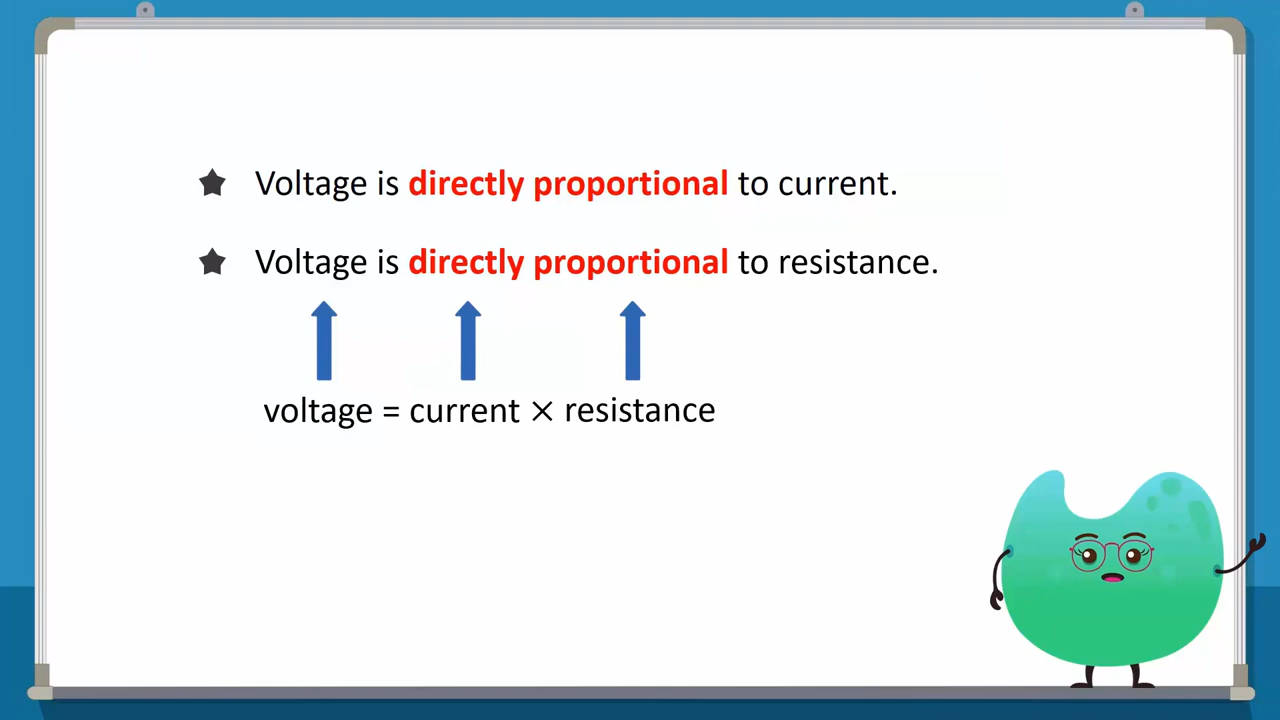 Voltage is directly proportional to current.
Voltage is directly proportional to resistance.
voltage = current × resistance